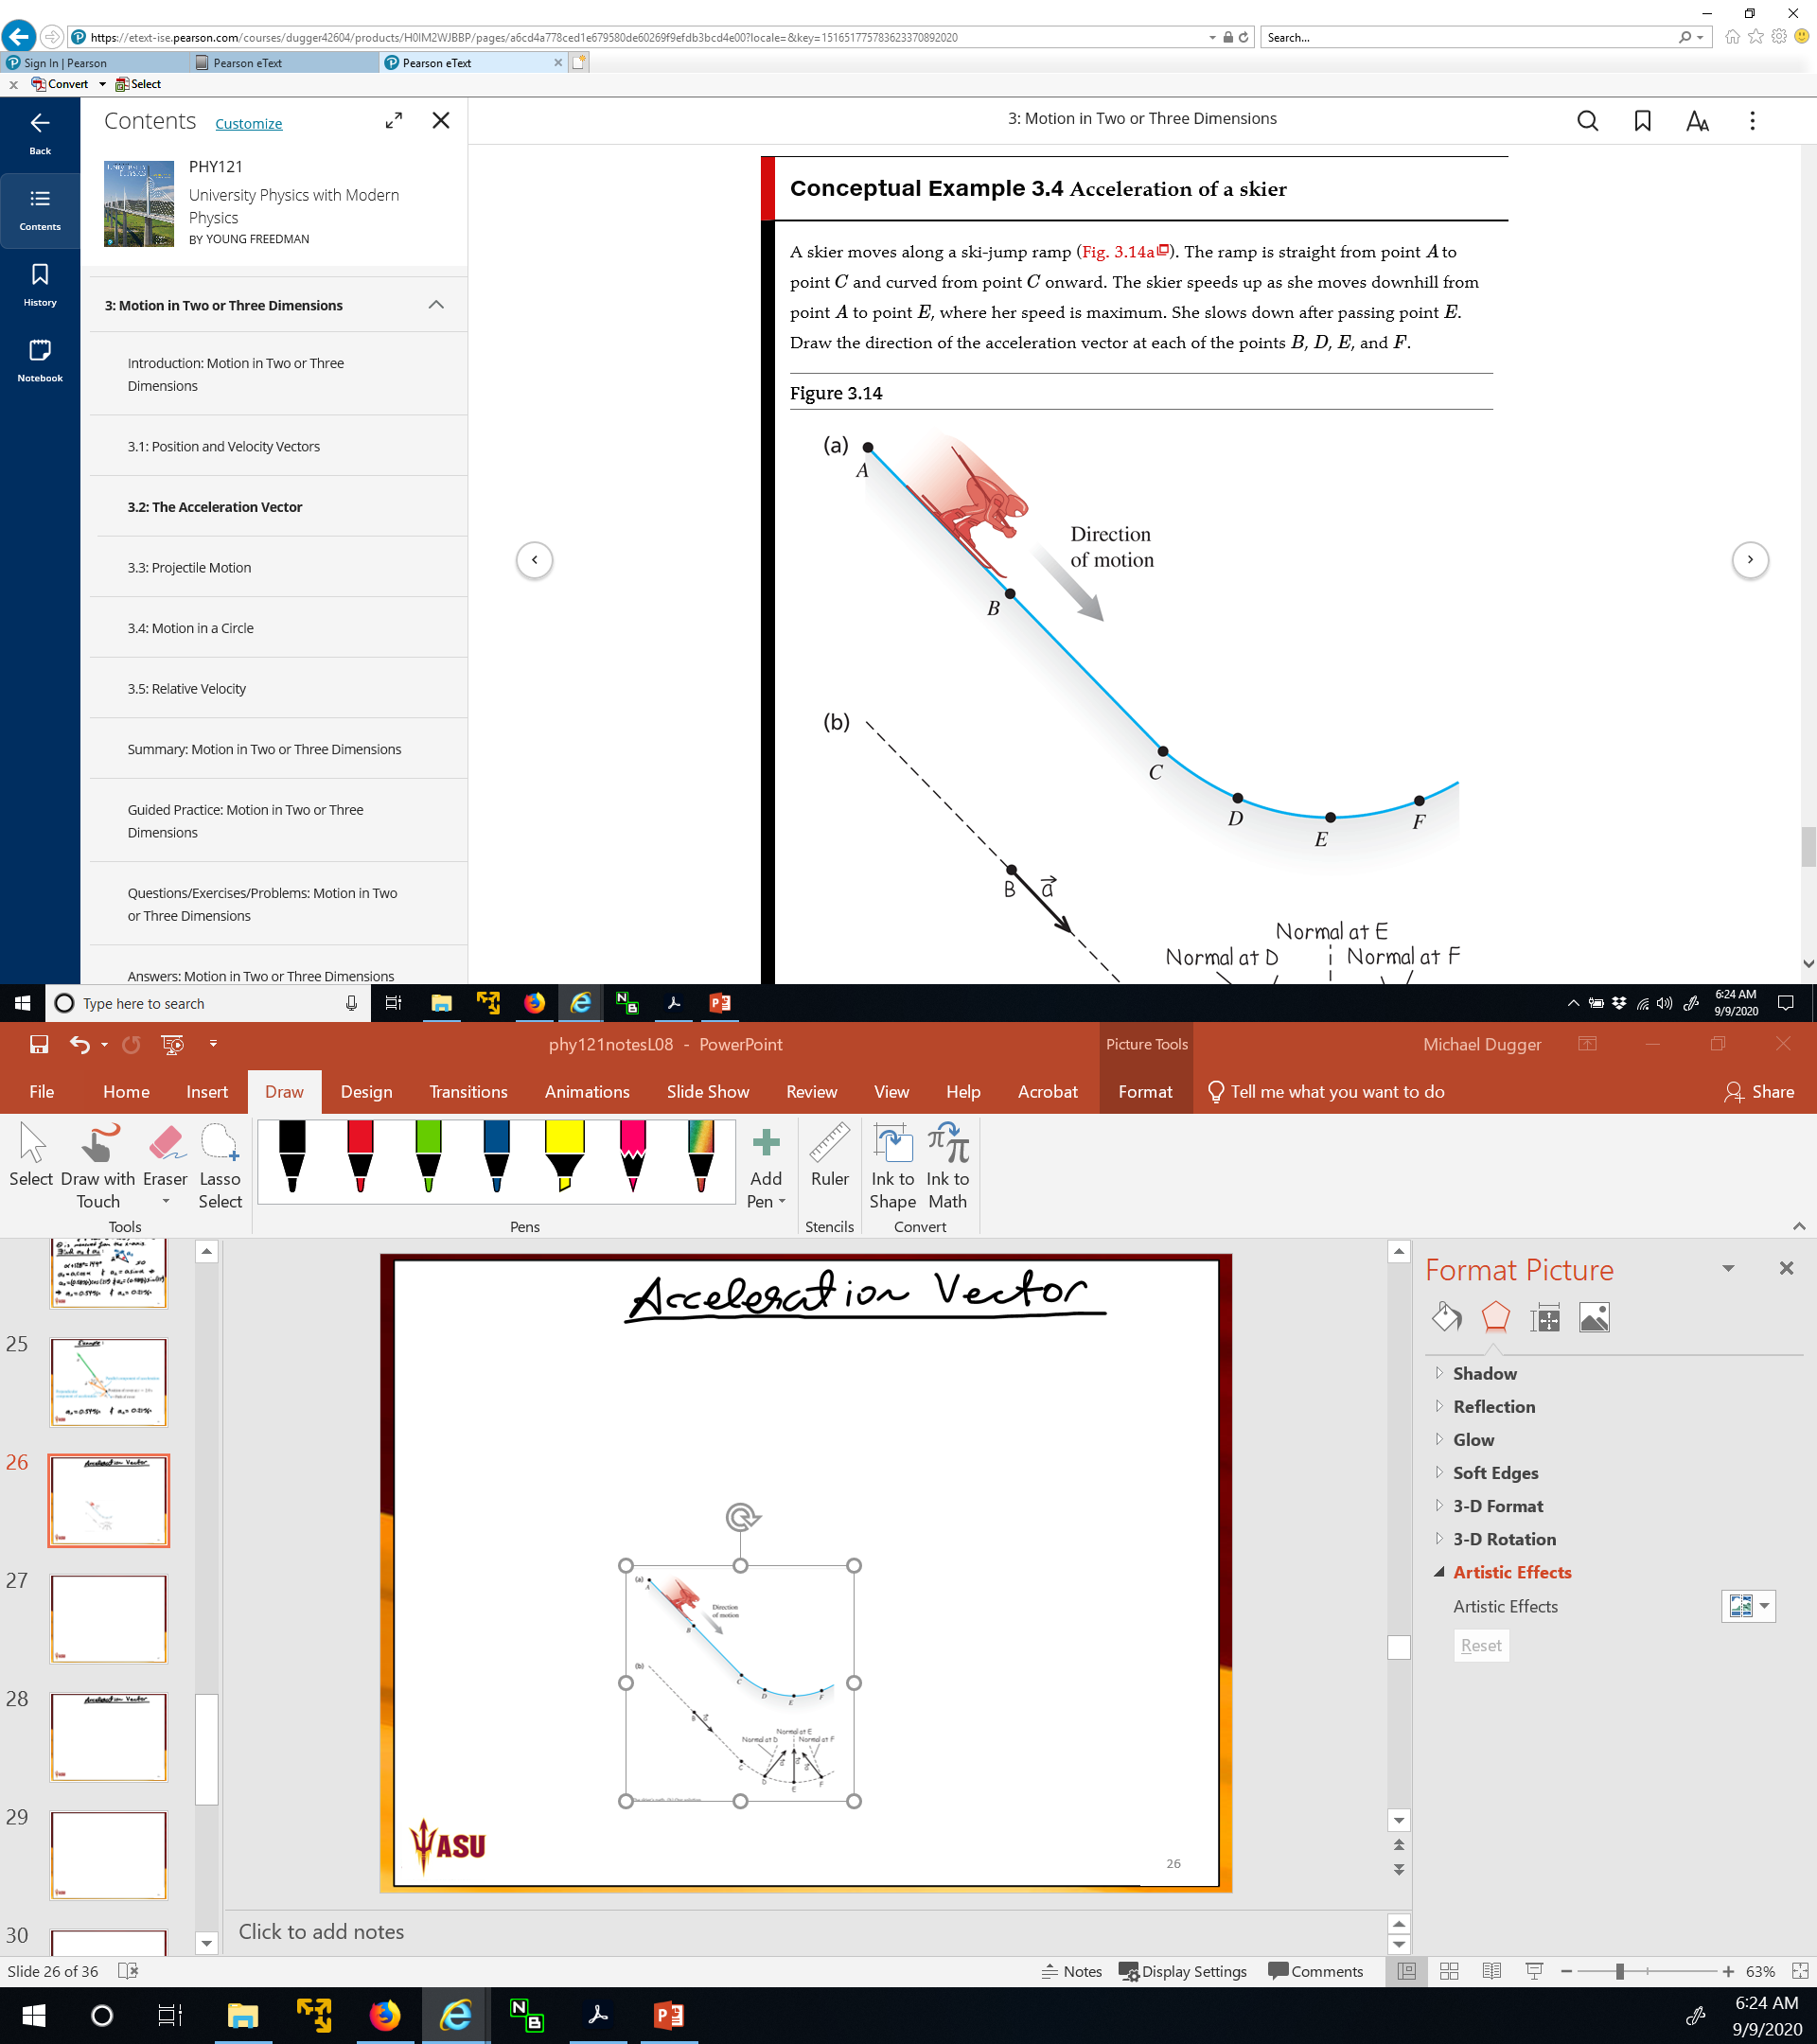 https://etext-ise.pearson.com/courses/dugger42604/products/H0IM2WJBBP/pages/a6cd4a778ced1e679580de60269f9efdb3bcd4e00?locale=&key=15165177578362337089202​0
Search...
Sign In | Pearson
Pearson eText
Pearson eText
x Convert Select
Back
Contents
History
Notebook
Contents Customize
PHY121
University Physics with Modern
Physics
BY YOUNG FREEDMAN
3: Motion in Two or Three Dimensions
Introduction: Motion in Two or Three
Dimensions
3.1: Position and Velocity Vectors
3.2: The Acceleration Vector
3.3: Projectile Motion
3.4: Motion in a Circle
3.5: Relative Velocity
Summary: Motion in Two or Three Dimensions
Guided Practice: Motion in Two or Three
Dimensions
Questions/Exercises/Problems: Motion in Two
or Three Dimensions
Answers: Motion in Two or Three Dimensions
3: Motion in Two or Three Dimensions
Conceptual Example 3.4 Acceleration of a skier
A skier moves along a ski-jump ramp (Fig. 3.14a). The ramp is straight from point A to
point C and curved from point C onward. The skier speeds up as she moves downhill from
point A to point E, where her speed is maximum. She slows down after passing point E.
Draw the direction of the acceleration vector at each of the points B, D, E, and F.
Figure 3.14
(a)
A
Direction
of motion
B
C
D
E
F
(b)
B
a⃗
Normal at E
Normal at D
Normal at F
Type here to search
6:24 AM
9/9/2020
phy121notesL08 - PowerPoint
Picture Tools
Michael Dugger
File Home Insert Draw Design Transitions Animations Slide Show Review View Help Acrobat Format Tell me what you want to do Share
Select
Draw with
Touch
Eraser
Lasso
Select
Add
Pen
Ruler
Ink to
Shape
Ink to
Math
Tools
Pens
Stencils
Convert
25
26
27
28
29
30
Acceleration Vector
(a)
A
Direction
of motion
B
C
D
E
F
(b)
B
a⃗
Normal at E
Normal at D
Normal at F
C
D
E
F
ASU
26
Click to add notes
Format Picture
Shadow
Reflection
Glow
Soft Edges
3-D Format
3-D Rotation
Artistic Effects
Artistic Effects
Reset
Slide 26 of 36
Notes
Display Settings
Comments
63%
6:24 AM
9/9/2020